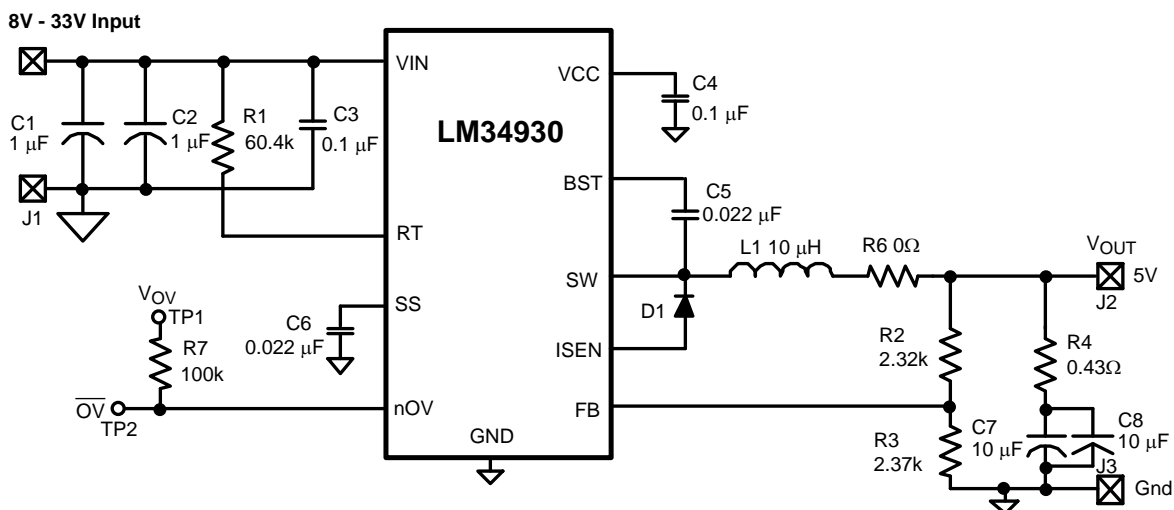 8V - 33V Input
VIN
VCC
C4
0.1 μF
LM34930
C1
1 μF
C2
1 μF
R1
60.4k
C3
0.1 μF
BST
C5
0.022 μF
J1
RT
L1 10 μH
R6 0Ω
VOUT
5V
SW
J2
VOV
TP1
SS
D1
C6
0.022 μF
R7
100k
ISEN
R2
2.32k
R4
0.43Ω
OV
TP2
nOV
FB
GND
R3
2.37k
C7
10 μF
C8
10 μF
J3
Gnd